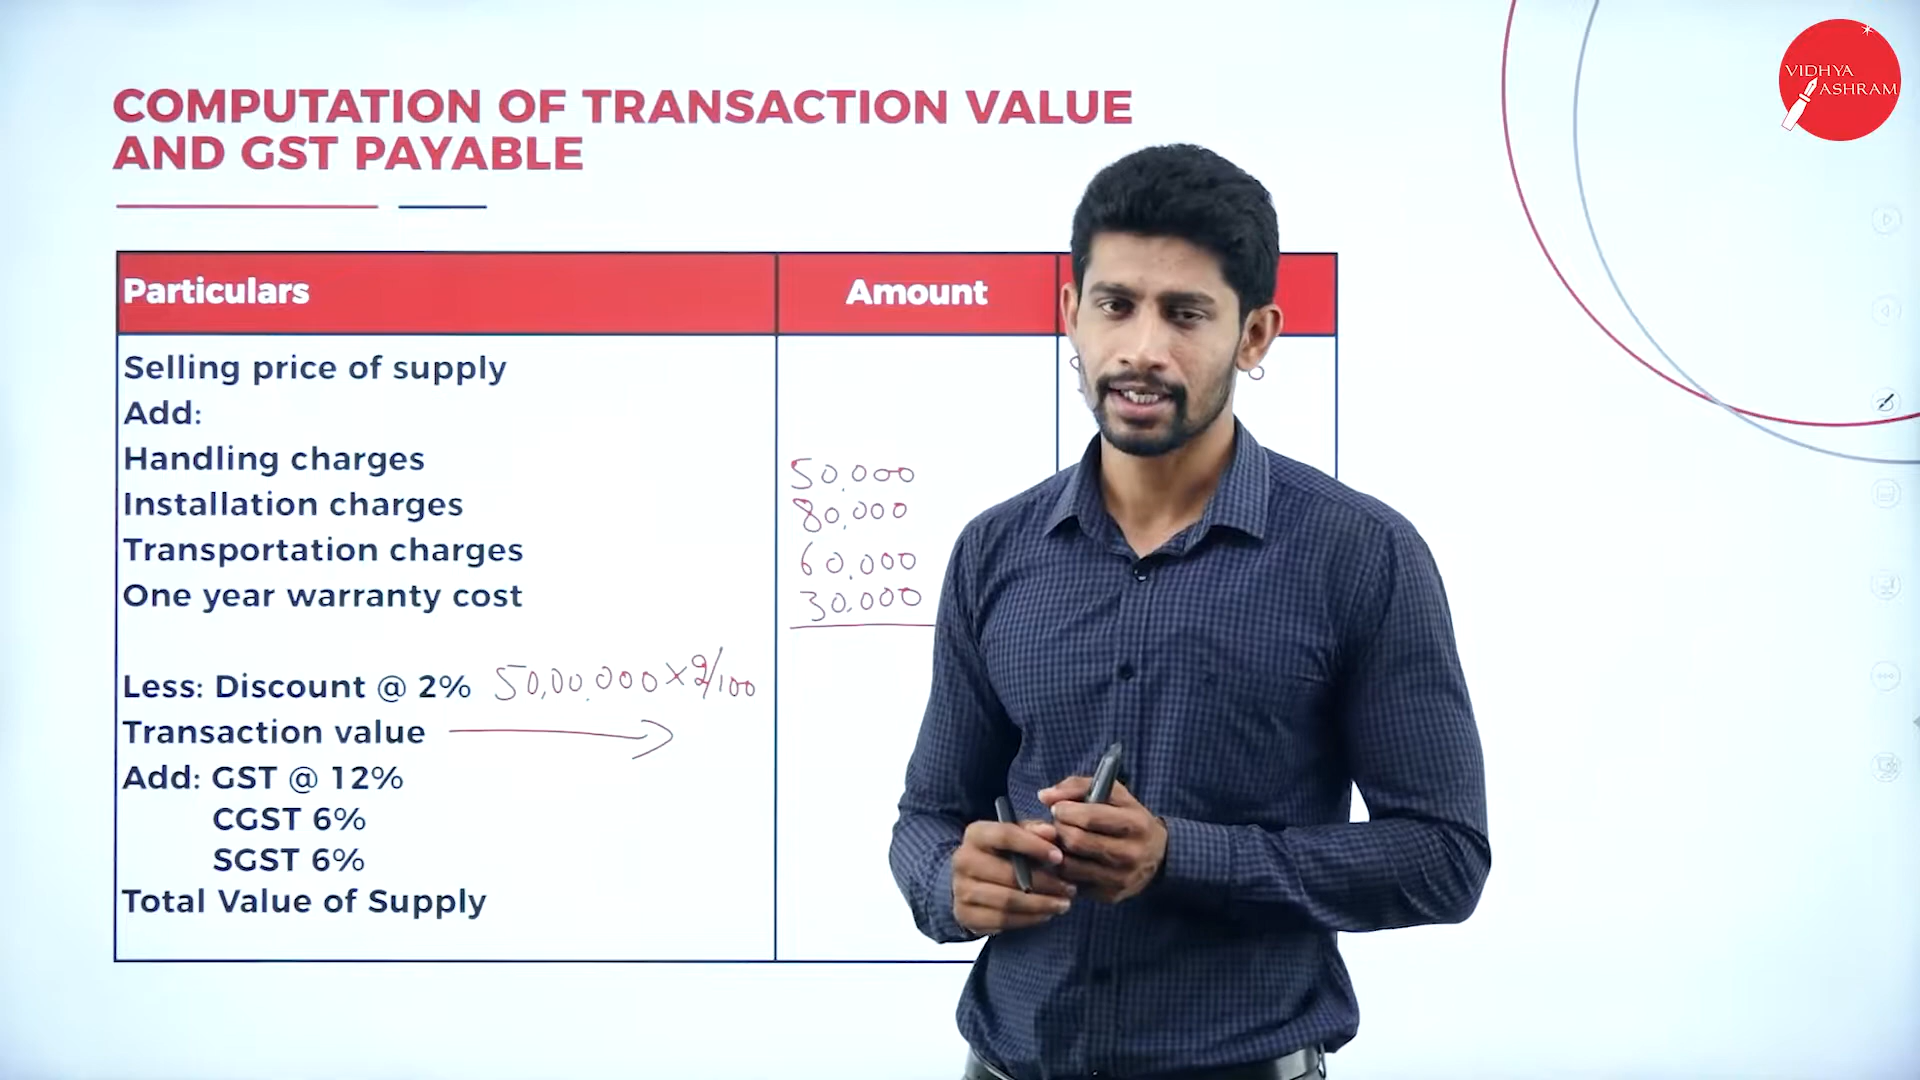 VIDHYA
ASHRAM
COMPUTATION OF TRANSACTION VALUE
AND GST PAYABLE
Particulars Amount
Selling price of supply
Add:
Handling charges 50,000
Installation charges 80,000
Transportation charges 60,000
One year warranty cost 30,000
Less: Discount @ 2% 50,00,000 × 2/100
Transaction value
Add: GST @ 12%
CGST 6%
SGST 6%
Total Value of Supply